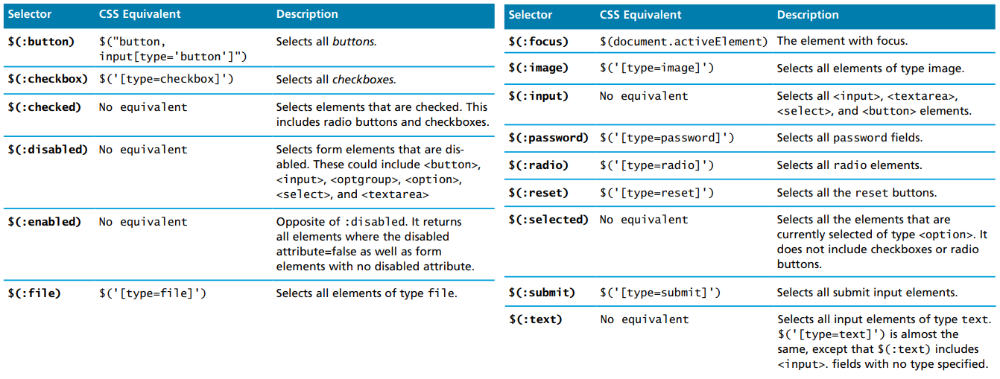 Selector CSS Equivalent Description
$(:button) $("button, Selects all buttons.
input[type='button']")
$(:checkbox) $('[type=checkbox]') Selects all checkboxes.
$(:checked) No equivalent Selects elements that are checked. This
includes radio buttons and checkboxes.
$(:disabled) No equivalent Selects form elements that are dis-
abled. These could include <button>,
<input>, <optgroup>, <option>,
<select>, and <textarea>
$(:enabled) No equivalent Opposite of :disabled. It returns
all elements where the disabled
attribute=false as well as form
elements with no disabled attribute.
$(:file) $('[type=file]') Selects all elements of type file.
Selector CSS Equivalent Description
$(:focus) $(document.activeElement) The element with focus.
$(:image) $('[type=image]') Selects all elements of type image.
$(:input) No equivalent Selects all <input>, <textarea>,
<select>, and <button> elements.
$(:password) $('[type=password]') Selects all password fields.
$(:radio) $('[type=radio]') Selects all radio elements.
$(:reset) $('[type=reset]') Selects all the reset buttons.
$(:selected) No equivalent Selects all the elements that are
currently selected of type <option>. It
does not include checkboxes or radio
buttons.
$(:submit) $('[type=submit]') Selects all submit input elements.
$(:text) No equivalent Selects all input elements of type text.
$('[type=text]') is almost the
same, except that $(:text) includes
<input>. fields with no type specified.